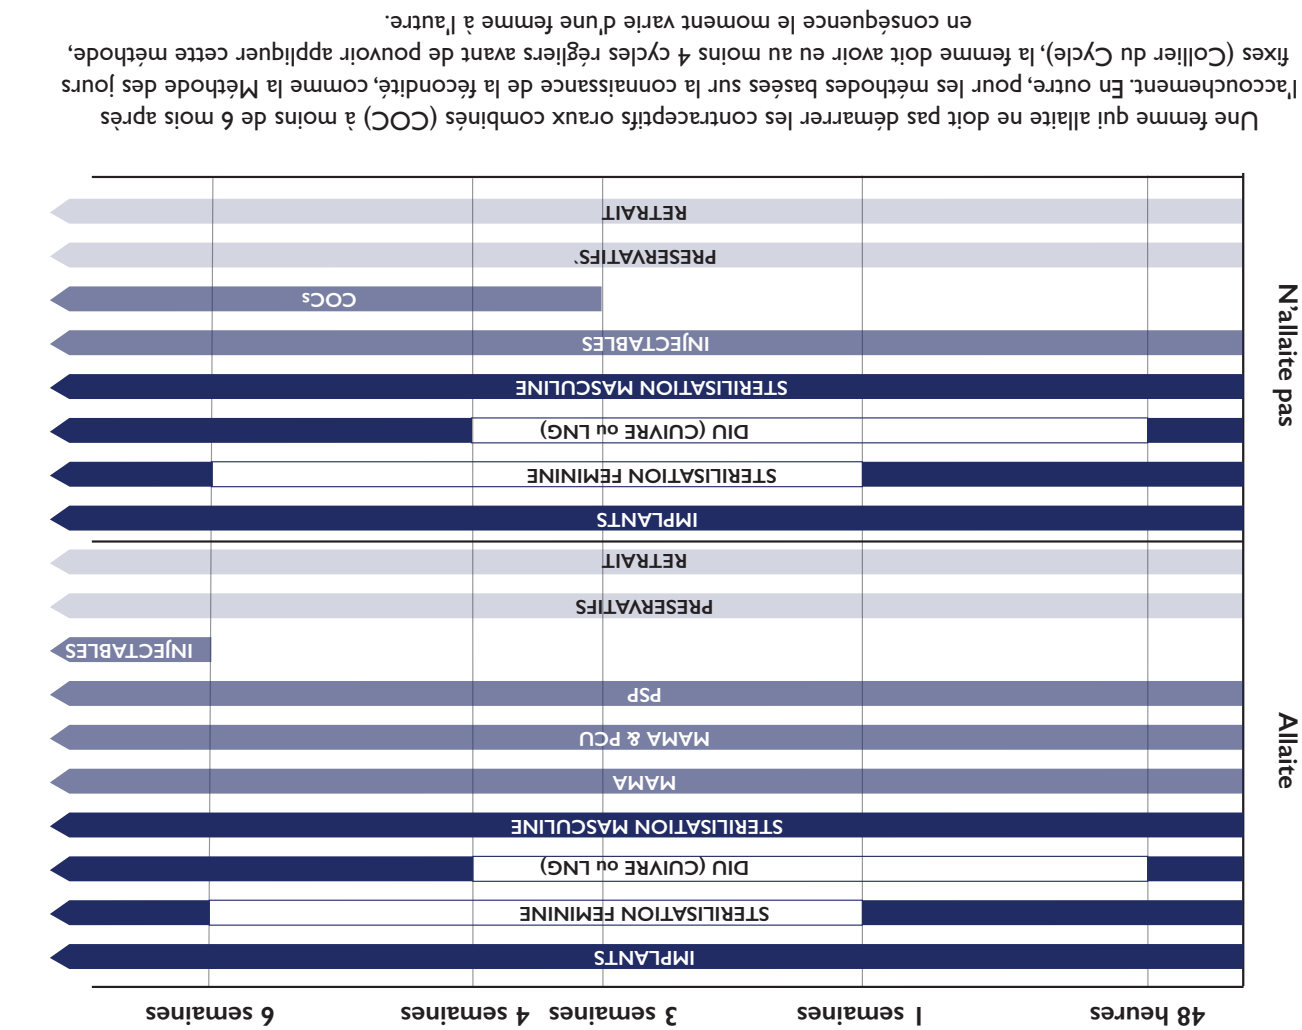 48 heures 1 semaines 3 semaines 4 semaines 6 semaines
Allaite
IMPLANTS
STERILISATION FEMININE
DIU (CUIVRE ou LNG)
STERILISATION MASCULINE
MAMA
MAMA & PCU
PSP
INJECTABLES
PRESERVATIFS
RETRAIT
N'allaite pas
IMPLANTS
STERILISATION FEMININE
DIU (CUIVRE ou LNG)
STERILISATION MASCULINE
INJECTABLES
COCs
PRESERVATIFS`
RETRAIT
Une femme qui allaite ne doit pas démarrer les contraceptifs oraux combinés (COC) à moins de 6 mois après
l'accouchement. En outre, pour les méthodes basées sur la connaissance de la fécondité, comme la Méthode des jours
fixes (Collier du Cycle), la femme doit avoir eu au moins 4 cycles régliers avant de pouvoir appliquer cette méthode,
en conséquence le moment varie d'une femme à l'autre.